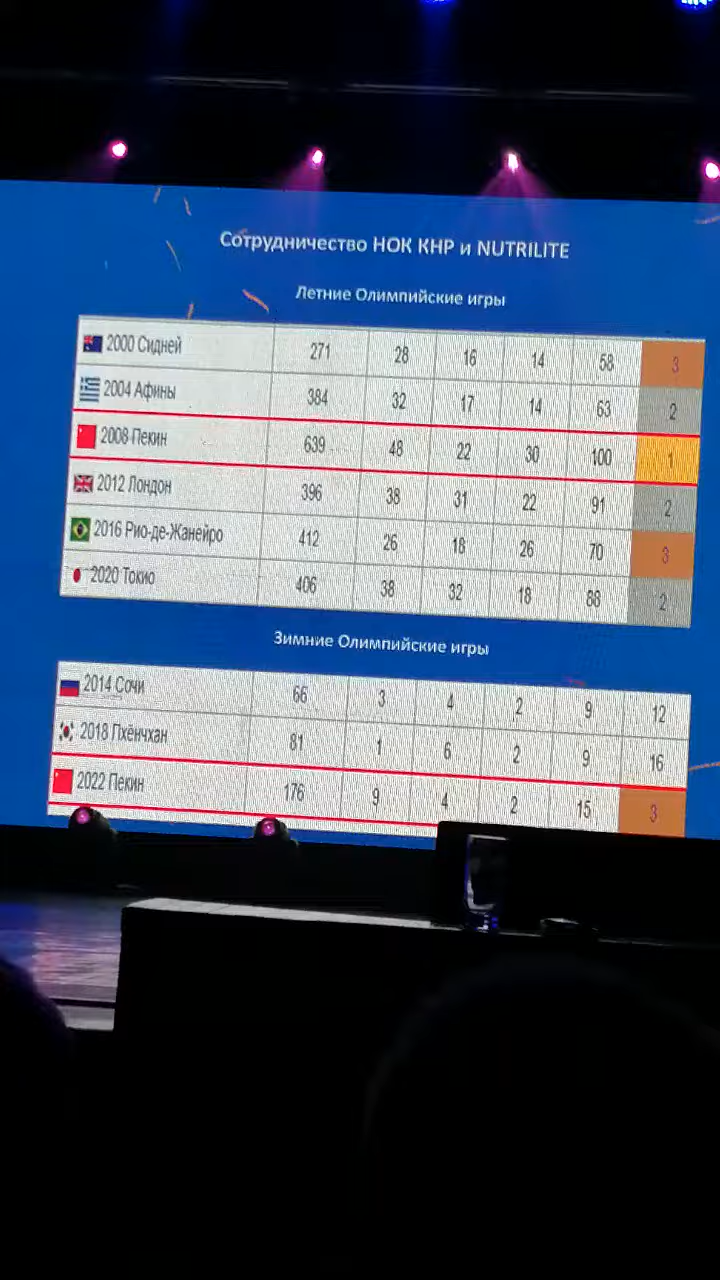 Сотрудничество НОК КНР и NUTRILITE
Летние Олимпийские игры
2000 Сидней 271 28 16 14 58 3
2004 Афины 384 32 17 14 63 2
2008 Пекин 639 48 22 30 100 1
2012 Лондон 396 38 31 22 91 2
2016 Рио-де-Жанейро 412 26 18 26 70 3
2020 Токио 406 38 32 18 88 2
Зимние Олимпийские игры
2014 Сочи 66 3 4 2 9 12
2018 Пхёнчхан 81 1 6 2 9 16
2022 Пекин 176 9 4 2 15 3